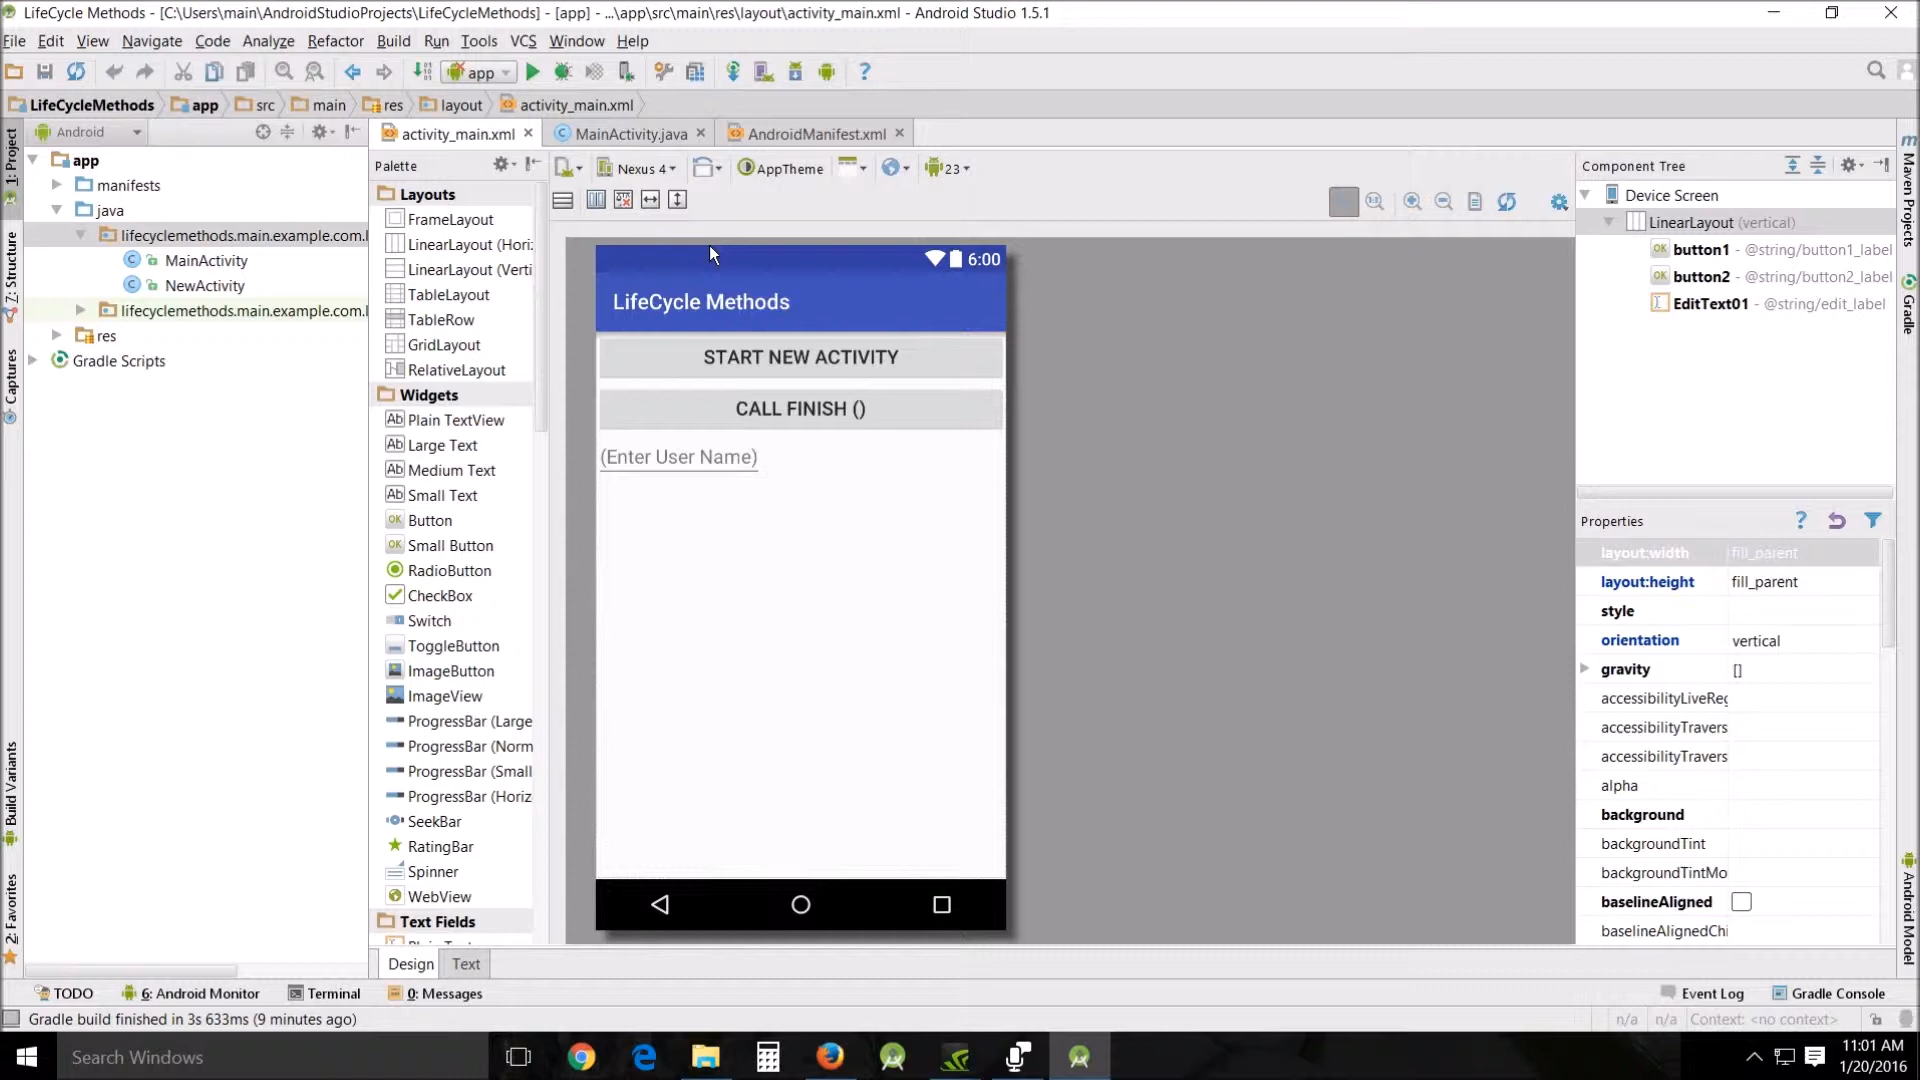 LifeCycle Methods - [C:\Users\main\AndroidStudioProjects\LifeCycleMethods] - [app] - ...\app\src\main\res\layout\activity_main.xml - Android Studio 1.5.1
File Edit View Navigate Code Analyze Refactor Build Run Tools VCS Window Help
app
LifeCycleMethods app src main res layout activity_main.xml
Android
activity_main.xml MainActivity.java AndroidManifest.xml
1: Project
7: Structure
Captures
Build Variants
2: Favorites
app
manifests
java
lifecyclemethods.main.example.com.l
MainActivity
NewActivity
lifecyclemethods.main.example.com.l
res
Gradle Scripts
Palette
Layouts
FrameLayout
LinearLayout (Horiz
LinearLayout (Verti
TableLayout
TableRow
GridLayout
RelativeLayout
Widgets
Plain TextView
Large Text
Medium Text
Small Text
Button
Small Button
RadioButton
CheckBox
Switch
ToggleButton
ImageButton
ImageView
ProgressBar (Large
ProgressBar (Norm
ProgressBar (Small
ProgressBar (Horiz
SeekBar
RatingBar
Spinner
WebView
Text Fields
Nexus 4 AppTheme 23
6:00
LifeCycle Methods
START NEW ACTIVITY
CALL FINISH ()
(Enter User Name)
Design Text
Component Tree
Device Screen
LinearLayout (vertical)
button1 - @string/button1_label
button2 - @string/button2_label
EditText01 - @string/edit_label
Properties
layout:width fill_parent
layout:height fill_parent
style
orientation vertical
gravity []
accessibilityLiveReg
accessibilityTravers
accessibilityTravers
alpha
background
backgroundTint
backgroundTintMo
baselineAligned
baselineAlignedChi
Maven Projects
Gradle
Android Model
TODO 6: Android Monitor Terminal 0: Messages Event Log Gradle Console
Gradle build finished in 3s 633ms (9 minutes ago) n/a n/a Context: <no context>
Search Windows
11:01 AM
1/20/2016